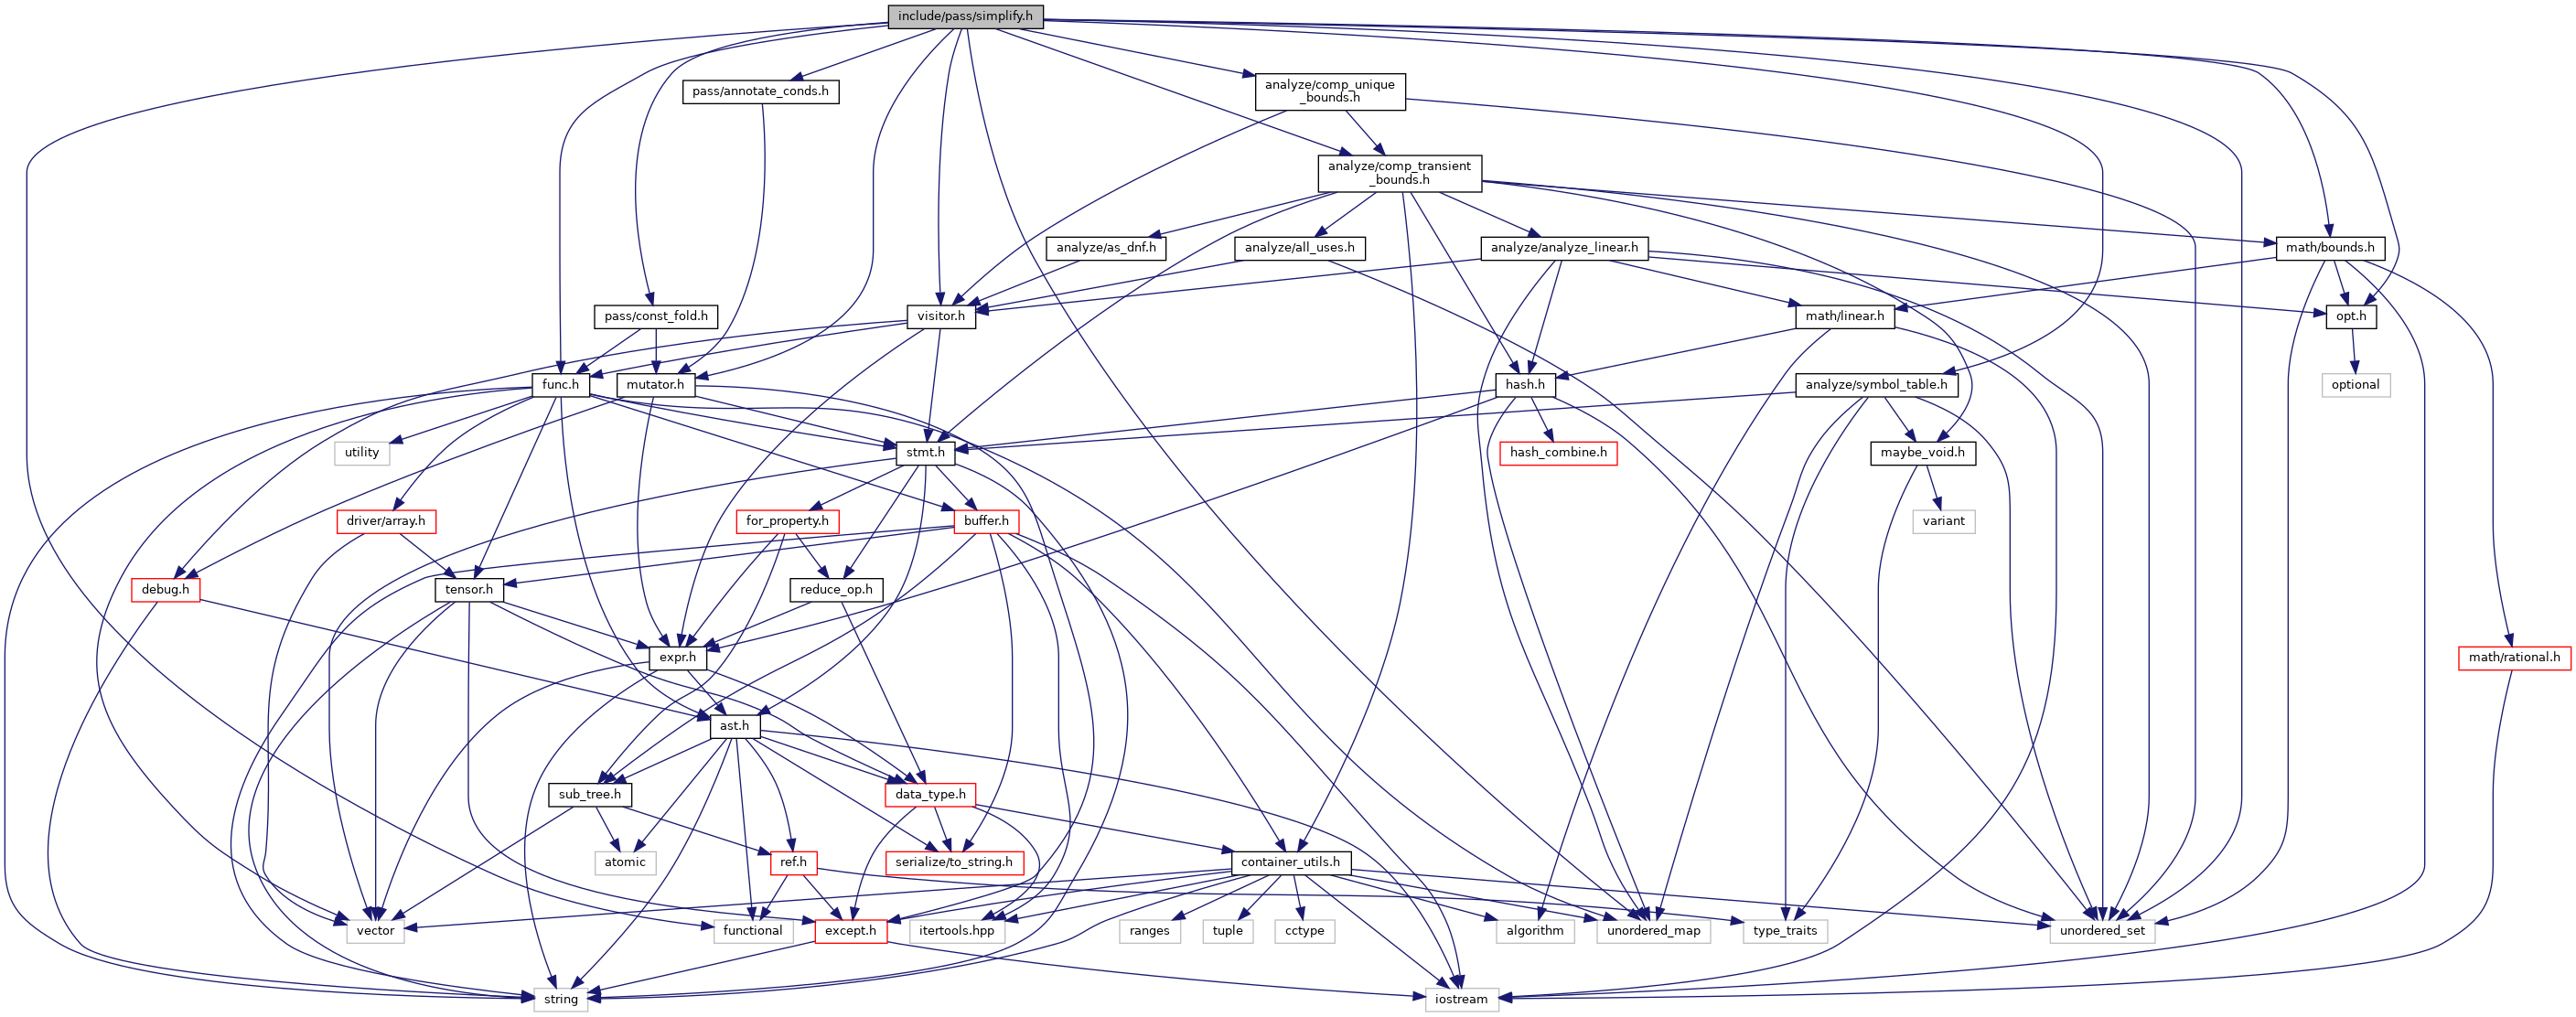 include/pass/simplify.h
pass/annotate_conds.h
analyze/comp_unique
_bounds.h
analyze/comp_transient
_bounds.h
analyze/as_dnf.h
analyze/all_uses.h
analyze/analyze_linear.h
math/bounds.h
pass/const_fold.h
visitor.h
math/linear.h
opt.h
func.h
mutator.h
hash.h
analyze/symbol_table.h
optional
utility
stmt.h
hash_combine.h
maybe_void.h
driver/array.h
for_property.h
buffer.h
variant
debug.h
tensor.h
reduce_op.h
expr.h
math/rational.h
ast.h
sub_tree.h
data_type.h
atomic
ref.h
serialize/to_string.h
container_utils.h
vector
functional
except.h
itertools.hpp
ranges
tuple
cctype
algorithm
unordered_map
type_traits
unordered_set
string
iostream